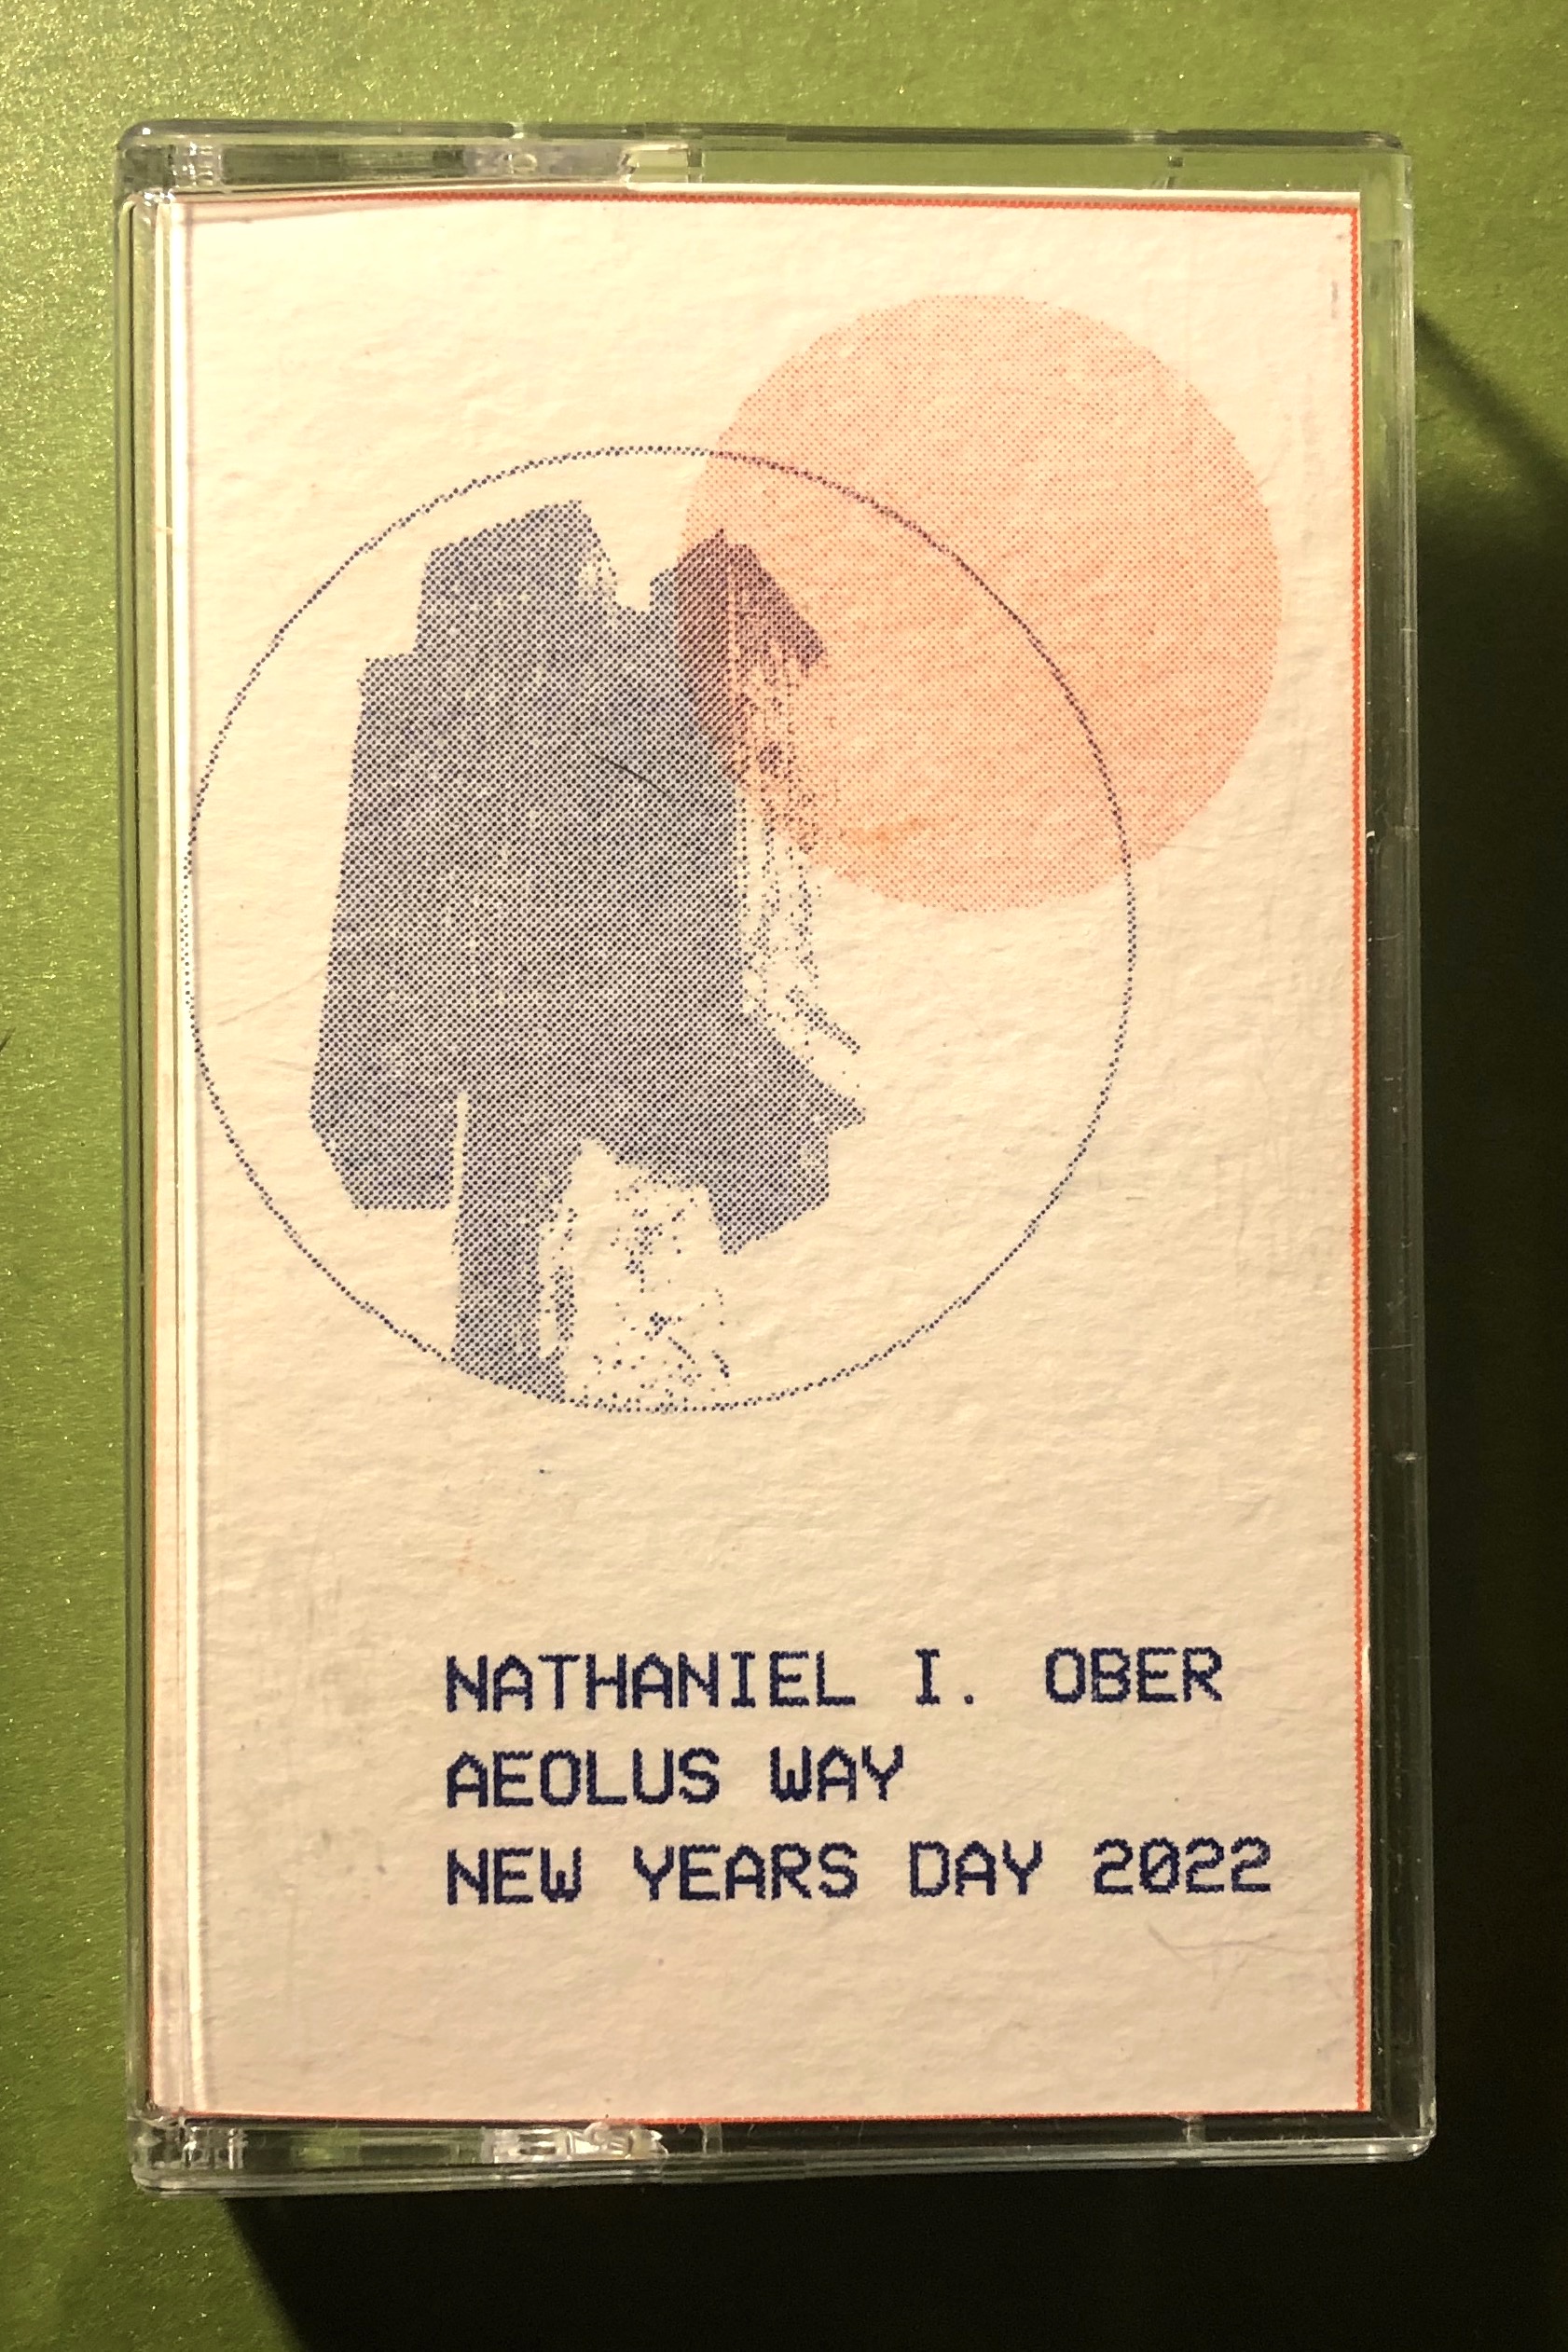 NATHANIEL I. OBER
AEOLUS WAY
NEW YEARS DAY 2022